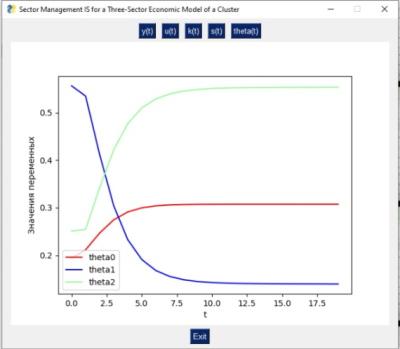 Sector Management IS for a Three-Sector Economic Model of a Cluster
y(t) u(t) k(t) s(t) theta(t)
Значения переменных
0.5
0.4
0.3
0.2
theta0
theta1
theta2
0.0 2.5 5.0 7.5 10.0 12.5 15.0 17.5
t
Exit